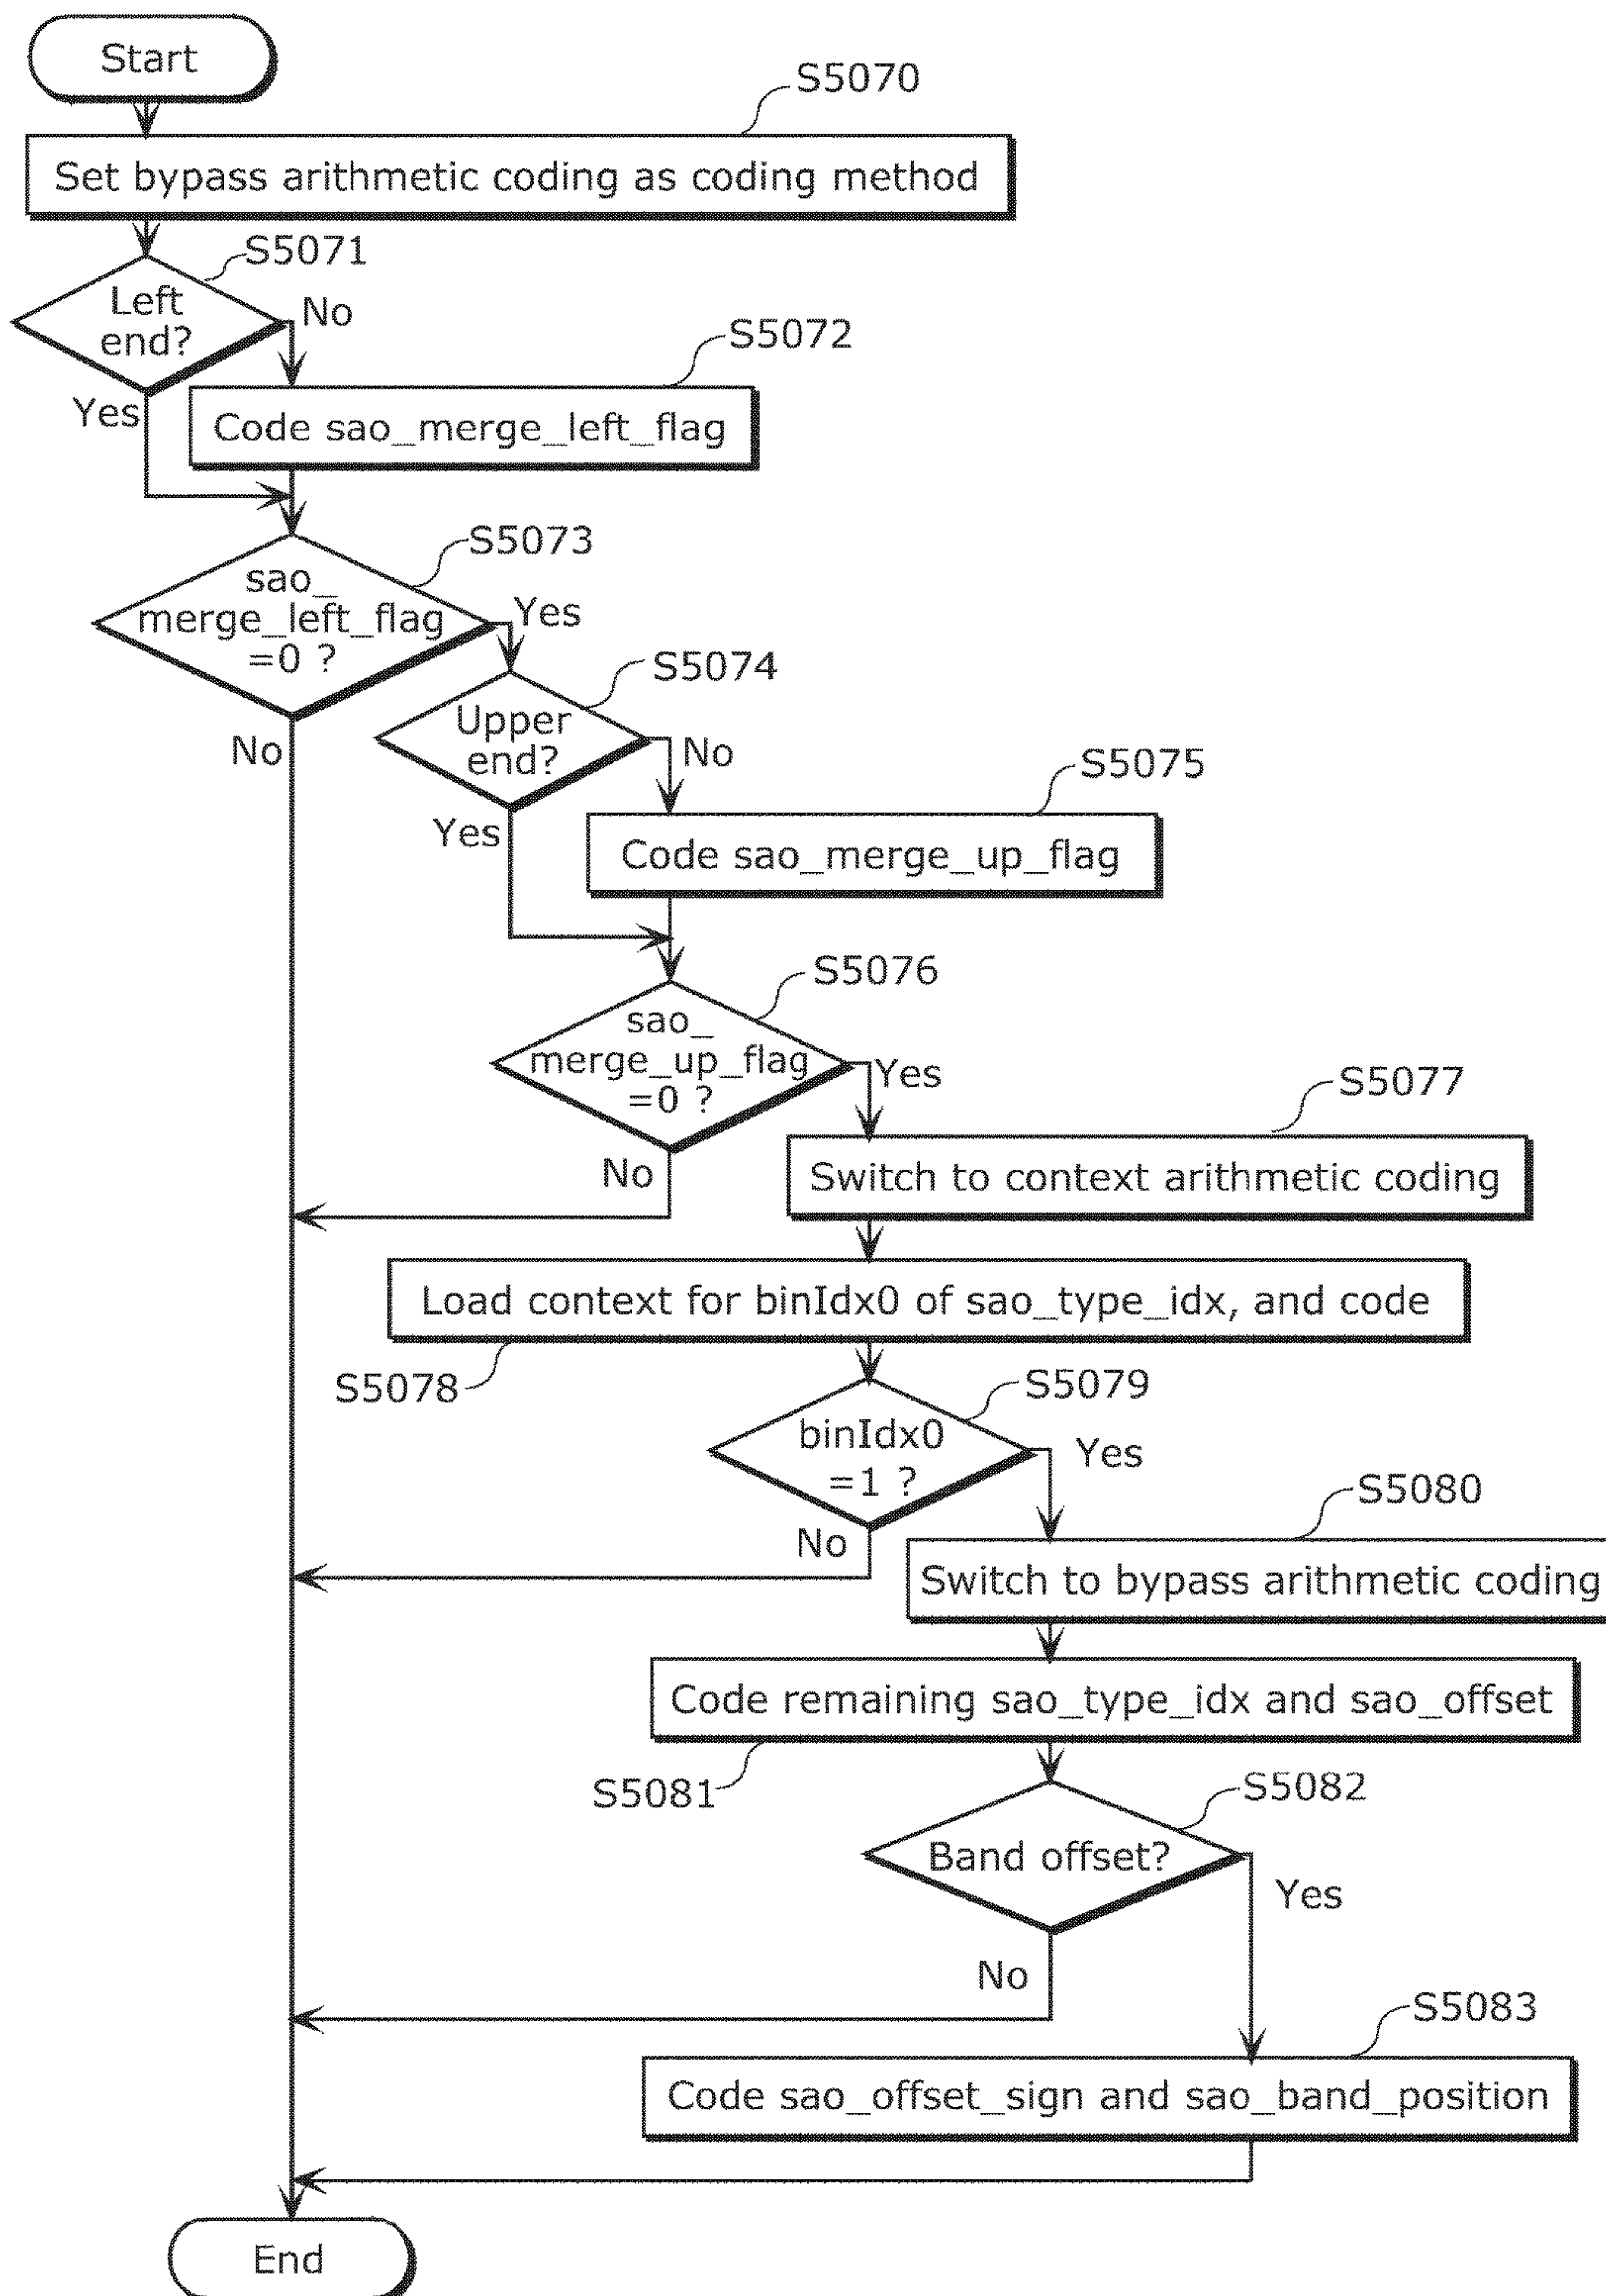 Start
S5070
Set bypass arithmetic coding as coding method
S5071
Left
end?
No
S5072
Yes
Code sao_merge_left_flag
S5073
sao_
merge_left_flag
=0 ?
Yes
S5074
Upper
end?
No
No
S5075
Yes
Code sao_merge_up_flag
S5076
sao_
merge_up_flag
=0 ?
Yes
S5077
No
Switch to context arithmetic coding
Load context for binIdx0 of sao_type_idx, and code
S5078
S5079
binIdx0
=1 ?
Yes
S5080
No
Switch to bypass arithmetic coding
Code remaining sao_type_idx and sao_offset
S5081
S5082
Band offset?
Yes
No
S5083
Code sao_offset_sign and sao_band_position
End